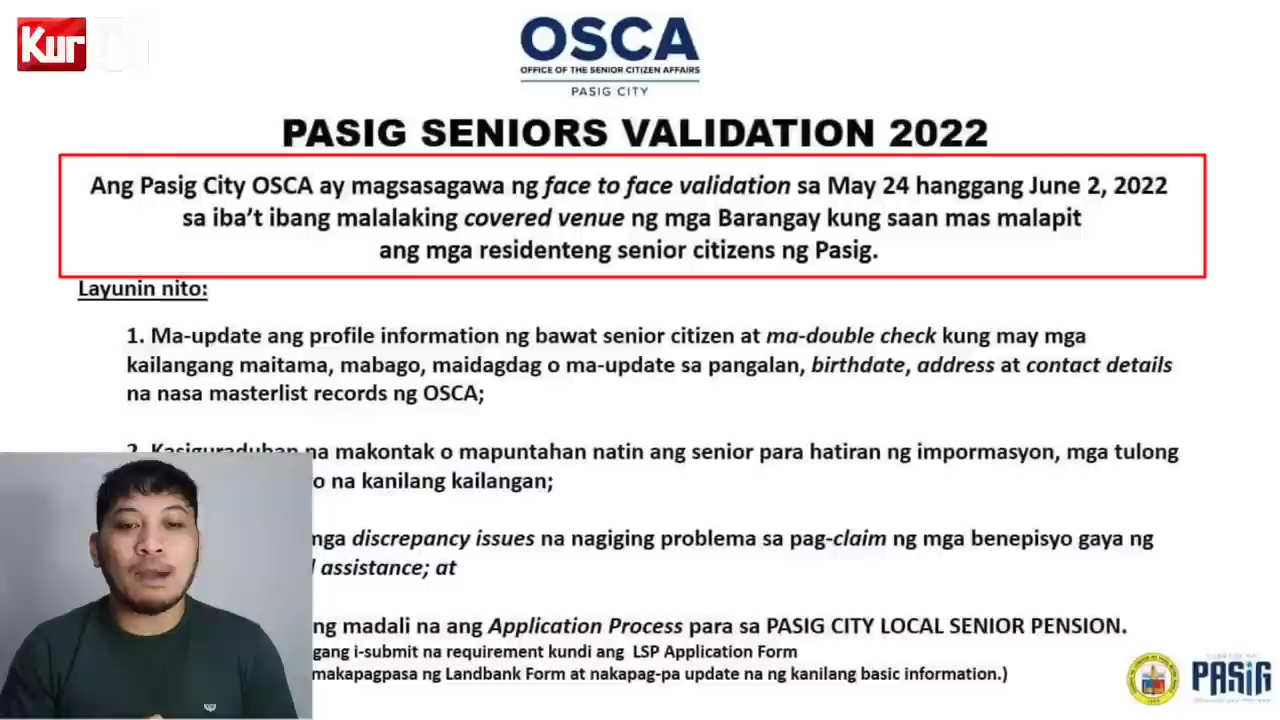 Kur
OSCA
OFFICE OF THE SENIOR CITIZEN AFFAIRS
PASIG CITY
PASIG SENIORS VALIDATION 2022
Ang Pasig City OSCA ay magsasagawa ng face to face validation sa May 24 hanggang June 2, 2022
sa iba't ibang malalaking covered venue ng mga Barangay kung saan mas malapit
ang mga residenteng senior citizens ng Pasig.
Layunin nito:
1. Ma-update ang profile information ng bawat senior citizen at ma-double check kung may mga
kailangang maitama, mabago, maidagdag o ma-update sa pangalan, birthdate, address at contact details
na nasa masterlist records ng OSCA;
2. Kasiguraduhan na makontak o mapuntahan natin ang senior para hatiran ng impormasyon, mga tulong
o na kanilang kailangan;
mga discrepancy issues na nagiging problema sa pag-claim ng mga benepisyo gaya ng
assistance; at
ng madali na ang Application Process para sa PASIG CITY LOCAL SENIOR PENSION.
gang i-submit na requirement kundi ang LSP Application Form
makapagpasa ng Landbank Form at nakapag-pa update na ng kanilang basic information.)
PASIG